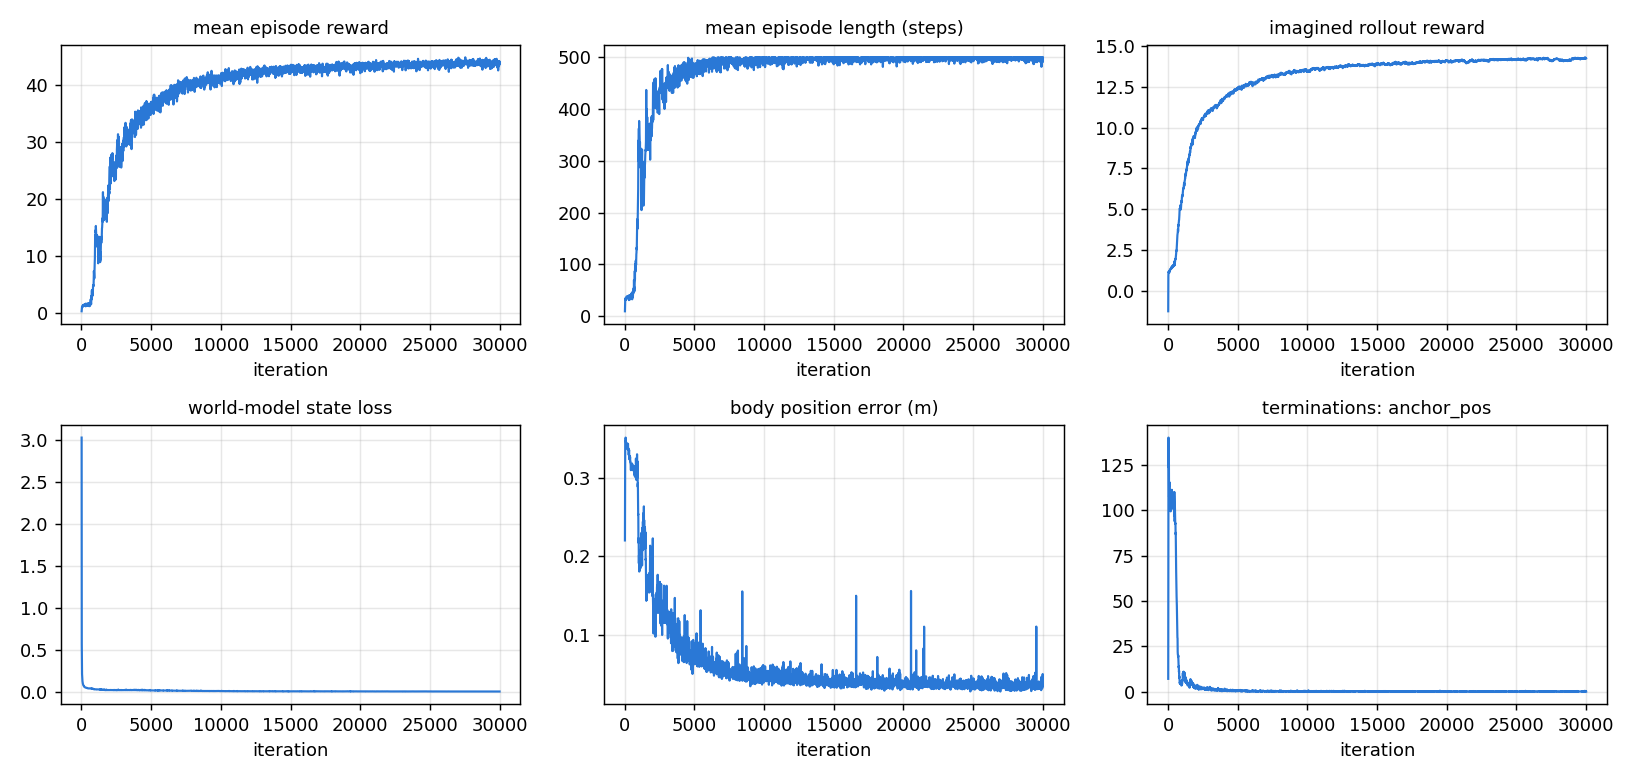 mean episode reward
40
30
20
10
0
0 5000 10000 15000 20000 25000 30000
iteration
mean episode length (steps)
500
400
300
200
100
0
0 5000 10000 15000 20000 25000 30000
iteration
imagined rollout reward
15.0
12.5
10.0
7.5
5.0
2.5
0.0
0 5000 10000 15000 20000 25000 30000
iteration
world-model state loss
3.0
2.5
2.0
1.5
1.0
0.5
0.0
0 5000 10000 15000 20000 25000 30000
iteration
body position error (m)
0.3
0.2
0.1
0 5000 10000 15000 20000 25000 30000
iteration
terminations: anchor_pos
125
100
75
50
25
0
0 5000 10000 15000 20000 25000 30000
iteration